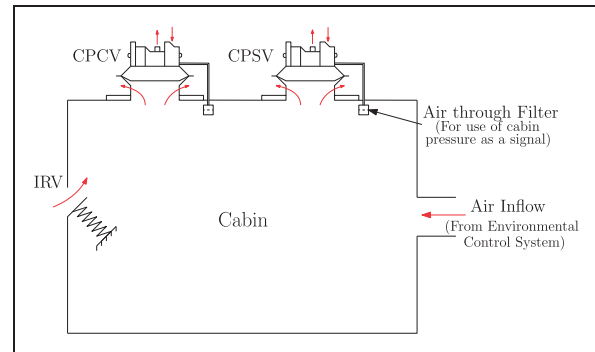 CPCV
CPSV
Air through Filter
(For use of cabin
pressure as a signal)
IRV
Cabin
Air Inflow
(From Environmental
Control System)